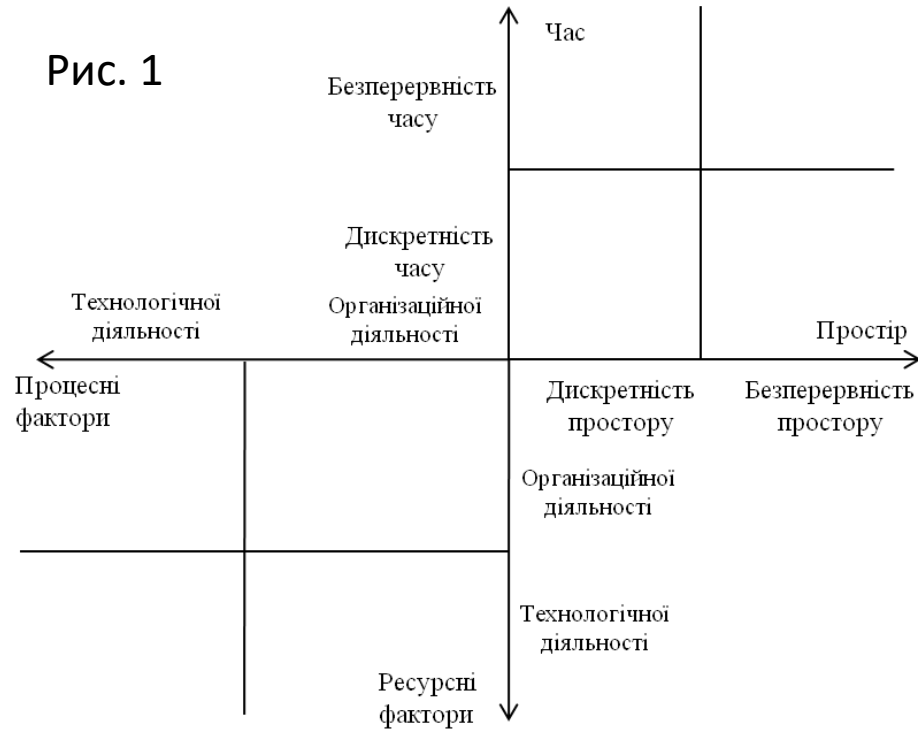 Рис. 1
Час
Безперервність
часу
Дискретність
часу
Технологічної
діяльності
Організаційної
діяльності
Простір
Процесні
фактори
Дискретність
простору
Безперервність
простору
Організаційної
діяльності
Технологічної
діяльності
Ресурсні
фактори